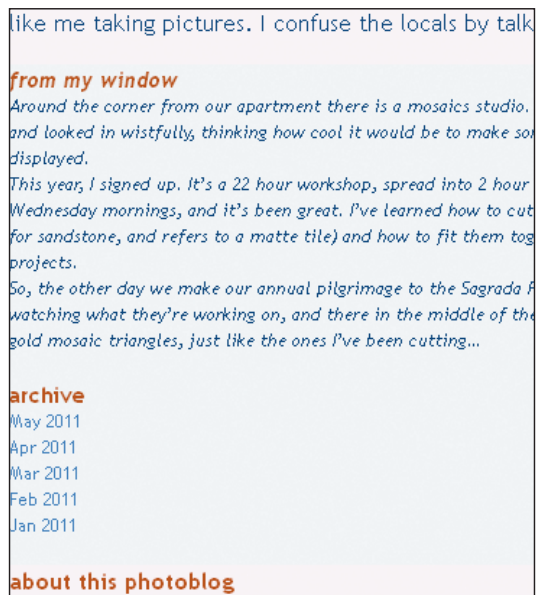 like me taking pictures. I confuse the locals by talk
from my window
Around the corner from our apartment there is a mosaics studio.
and looked in wistfully, thinking how cool it would be to make
displayed.
This year, I signed up. It’s a 22 hour workshop, spread into 2 hour
Wednesday mornings, and it’s been great. I’ve learned how to cut
for sandstone, and refers to a matte tile) and how to fit them tog
projects.
So, the other day we make our annual pilgrimage to the Sagrada
watching what they’re working on, and there in the middle of the
gold mosaic triangles, just like the ones I’ve been cutting...
archive
May 2011
Apr 2011
Mar 2011
Feb 2011
Jan 2011
about this photoblog